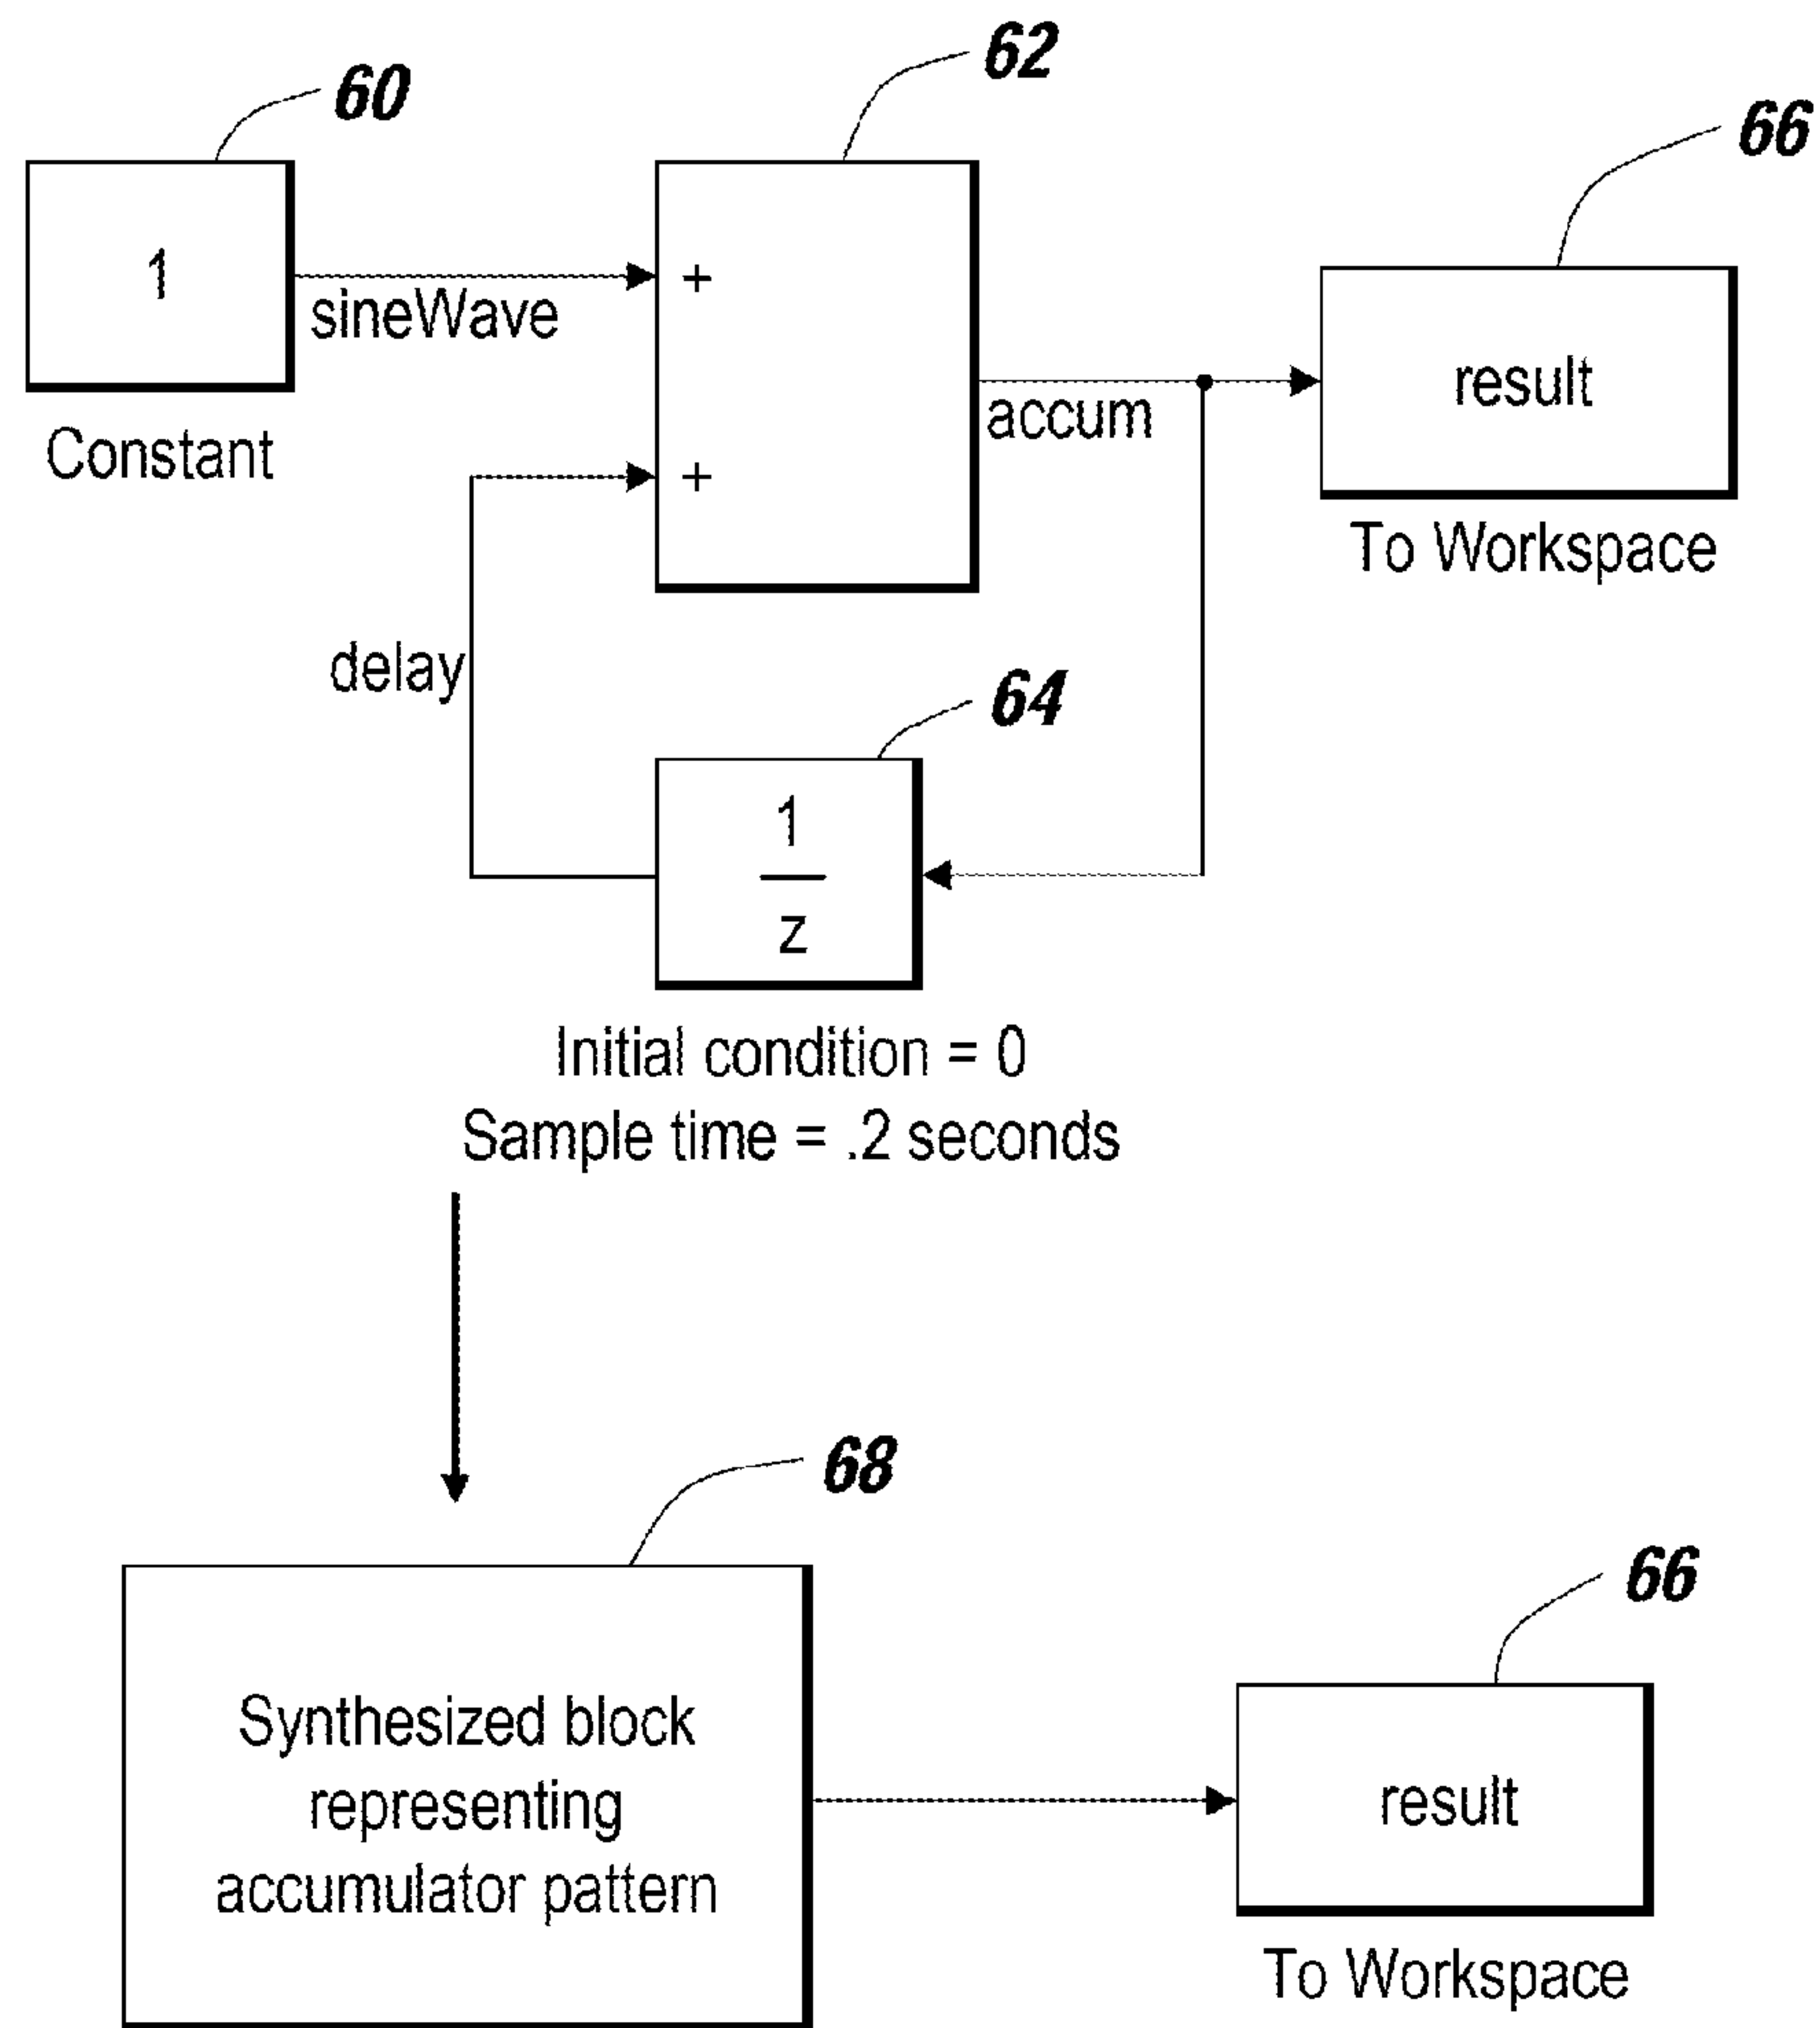 62
60
66
1
+
sineWave
result
accum
Constant
+
To Workspace
delay
64
1
z
Initial condition = 0
Sample time = .2 seconds
68
66
Synthesized block
representing
accumulator pattern
result
To Workspace